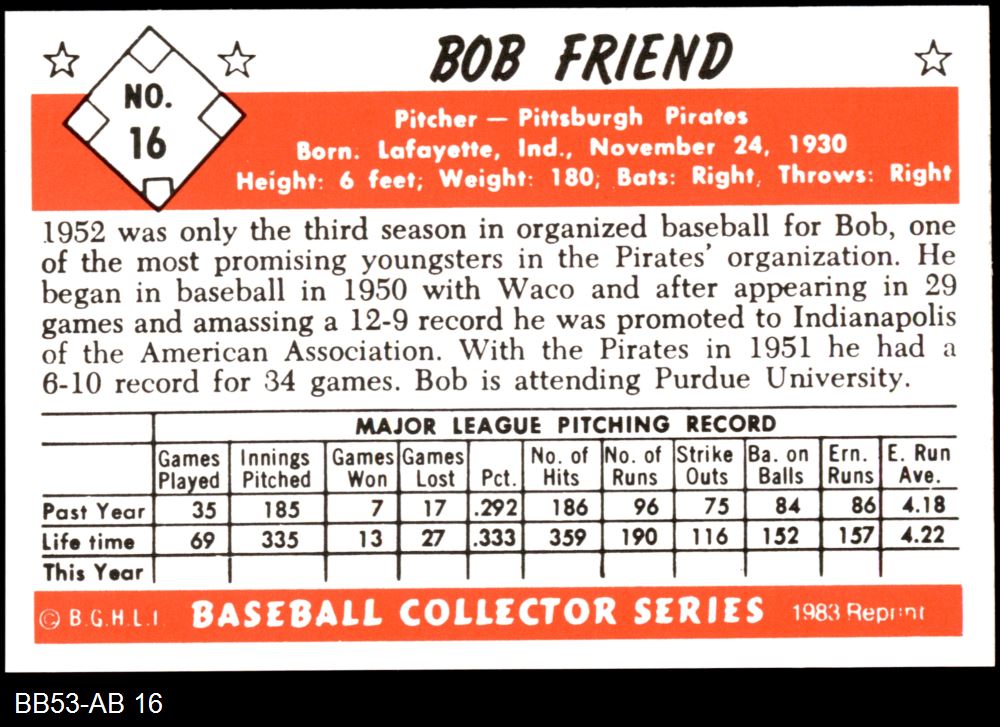 BOB FRIEND
NO.
16
Pitcher — Pittsburgh Pirates
Born. Lafayette, Ind., November 24, 1930
Height: 6 feet; Weight: 180; Bats: Right, Throws: Right
1952 was only the third season in organized baseball for Bob, one
of the most promising youngsters in the Pirates' organization. He
began in baseball in 1950 with Waco and after appearing in 29
games and amassing a 12-9 record he was promoted to Indianapolis
of the American Association. With the Pirates in 1951 he had a
6-10 record for 34 games. Bob is attending Purdue University.
MAJOR LEAGUE PITCHING RECORD
Games Played Innings Pitched Games Won Games Lost Pct. No. of Hits No. of Runs Strike Outs Ba. on Balls Ern. Runs E. Run Ave.
Past Year 35 185 7 17 .292 186 96 75 84 86 4.18
Life time 69 335 13 27 .333 359 190 116 152 157 4.22
This Year
© B.G.H.L.I BASEBALL COLLECTOR SERIES 1983 Reprint
BB53-AB 16